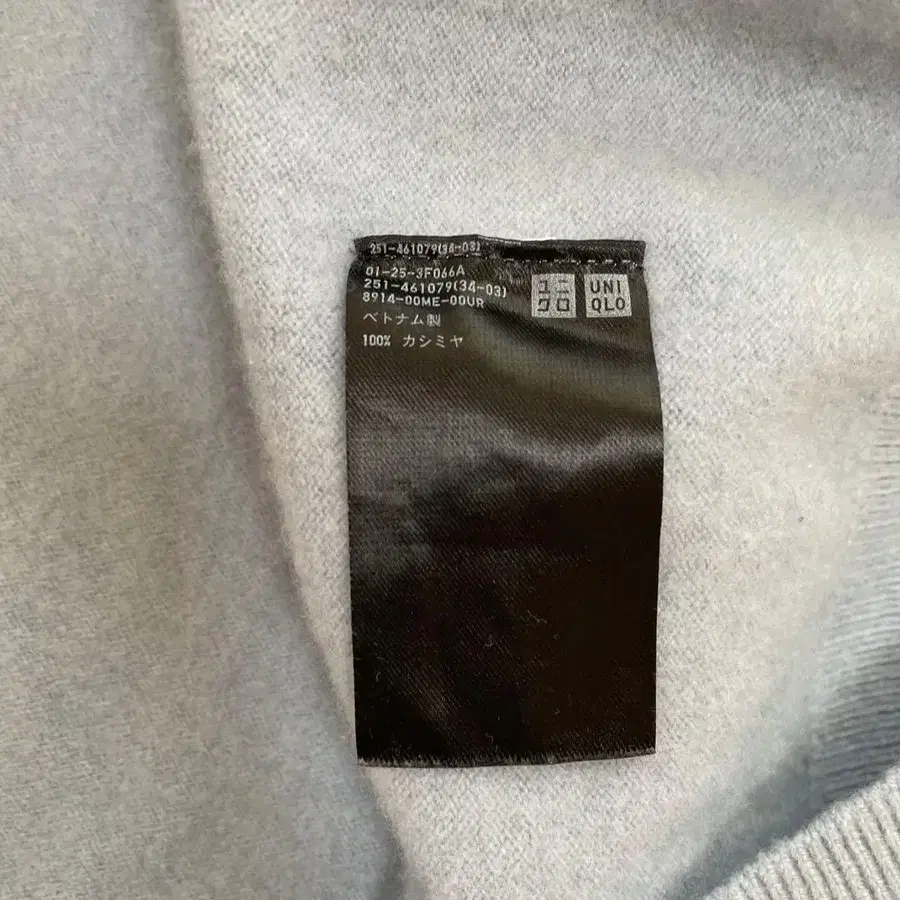 251-461079(34-03)
01-25-3F066A
251-461079(34-03)
8914-00ME-00UR
ベトナム製
100% カシミヤ
ユニ
クロ
UNI
QLO